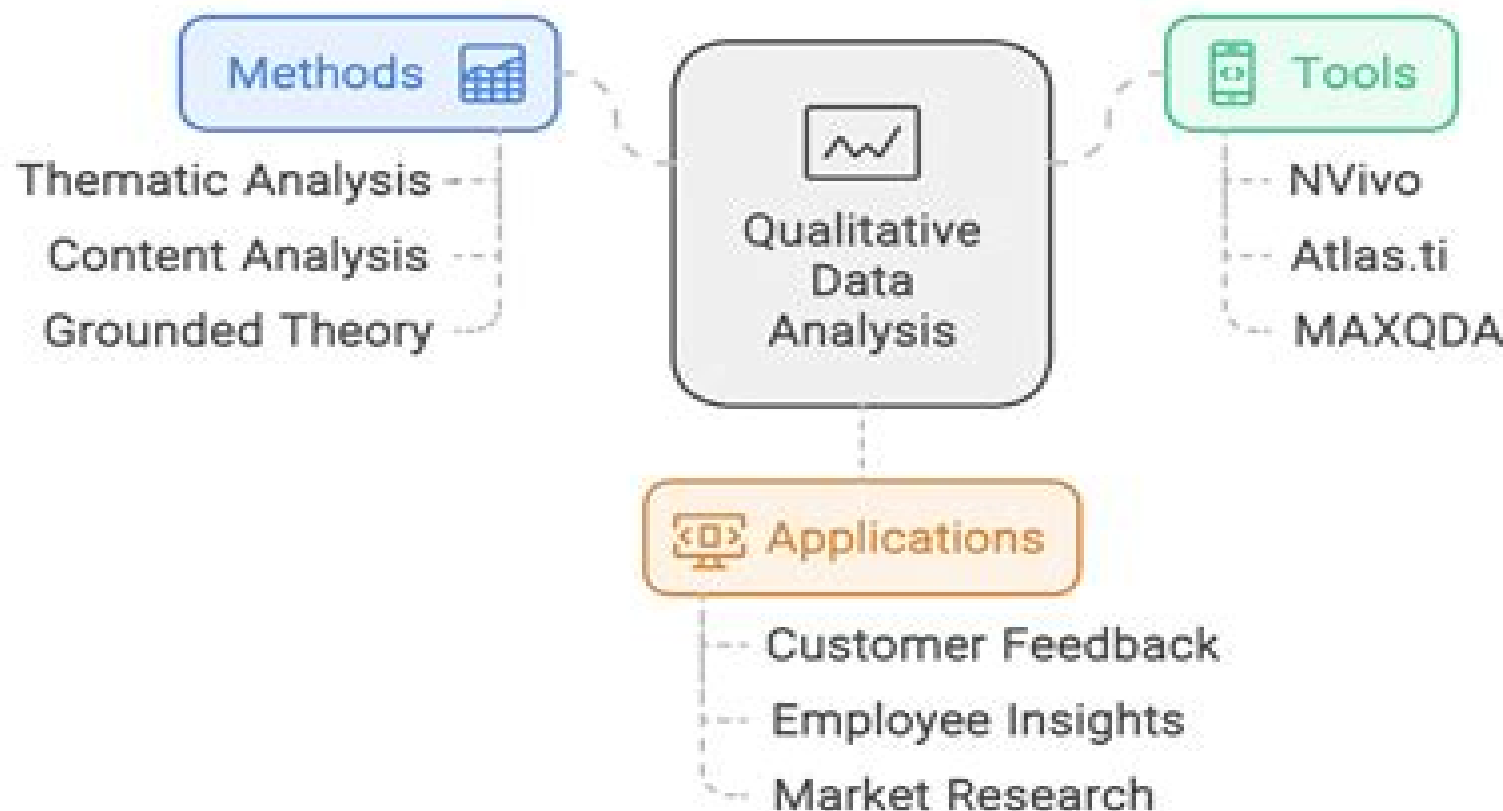 Methods
Thematic Analysis
Content Analysis
Grounded Theory
Qualitative
Data
Analysis
Tools
NVivo
Atlas.ti
MAXQDA
Applications
Customer Feedback
Employee Insights
Market Research